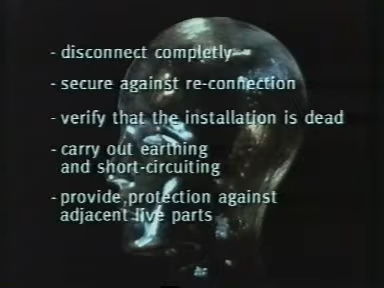 - disconnect completly
- secure against re-connection
- verify that the installation is dead
- carry out earthing
and short-circuiting
- provide protection against
adjacent live parts